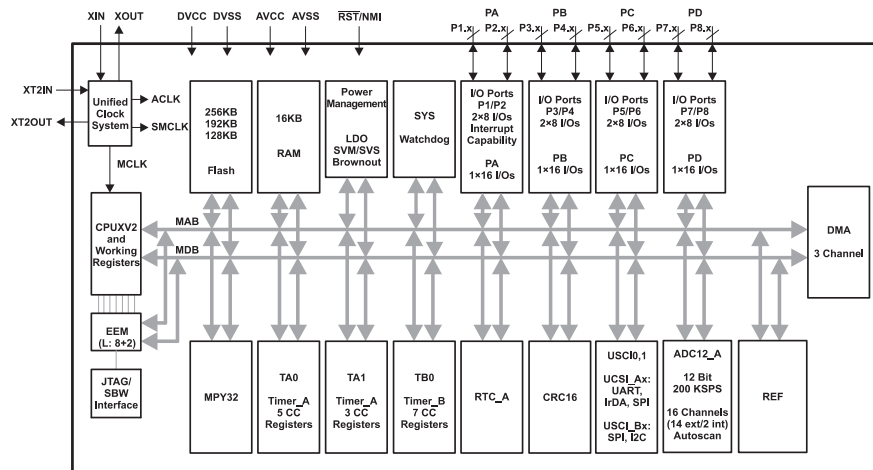 XIN XOUT DVCC DVSS AVCC AVSS RST/NMI PA PB PC PD
P1.x P2.x P3.x P4.x P5.x P6.x P7.x P8.x
XT2IN
XT2OUT
Unified
Clock
System
ACLK
SMCLK
MCLK
256KB
192KB
128KB
Flash
16KB
RAM
Power
Management
LDO
SVM/SVS
Brownout
SYS
Watchdog
I/O Ports
P1/P2
2×8 I/Os
Interrupt
Capability
PA
1×16 I/Os
I/O Ports
P3/P4
2×8 I/Os
PB
1×16 I/Os
I/O Ports
P5/P6
2×8 I/Os
PC
1×16 I/Os
I/O Ports
P7/P8
2×8 I/Os
PD
1×16 I/Os
CPUXV2
and
Working
Registers
MAB
MDB
DMA
3 Channel
EEM
(L: 8+2)
JTAG/
SBW
Interface
MPY32
TA0
Timer_A
5 CC
Registers
TA1
Timer_A
3 CC
Registers
TB0
Timer_B
7 CC
Registers
RTC_A
CRC16
USCI0,1
UCSI_Ax:
UART,
IrDA, SPI
USCI_Bx:
SPI, I2C
ADC12_A
12 Bit
200 KSPS
16 Channels
(14 ext/2 int)
Autoscan
REF